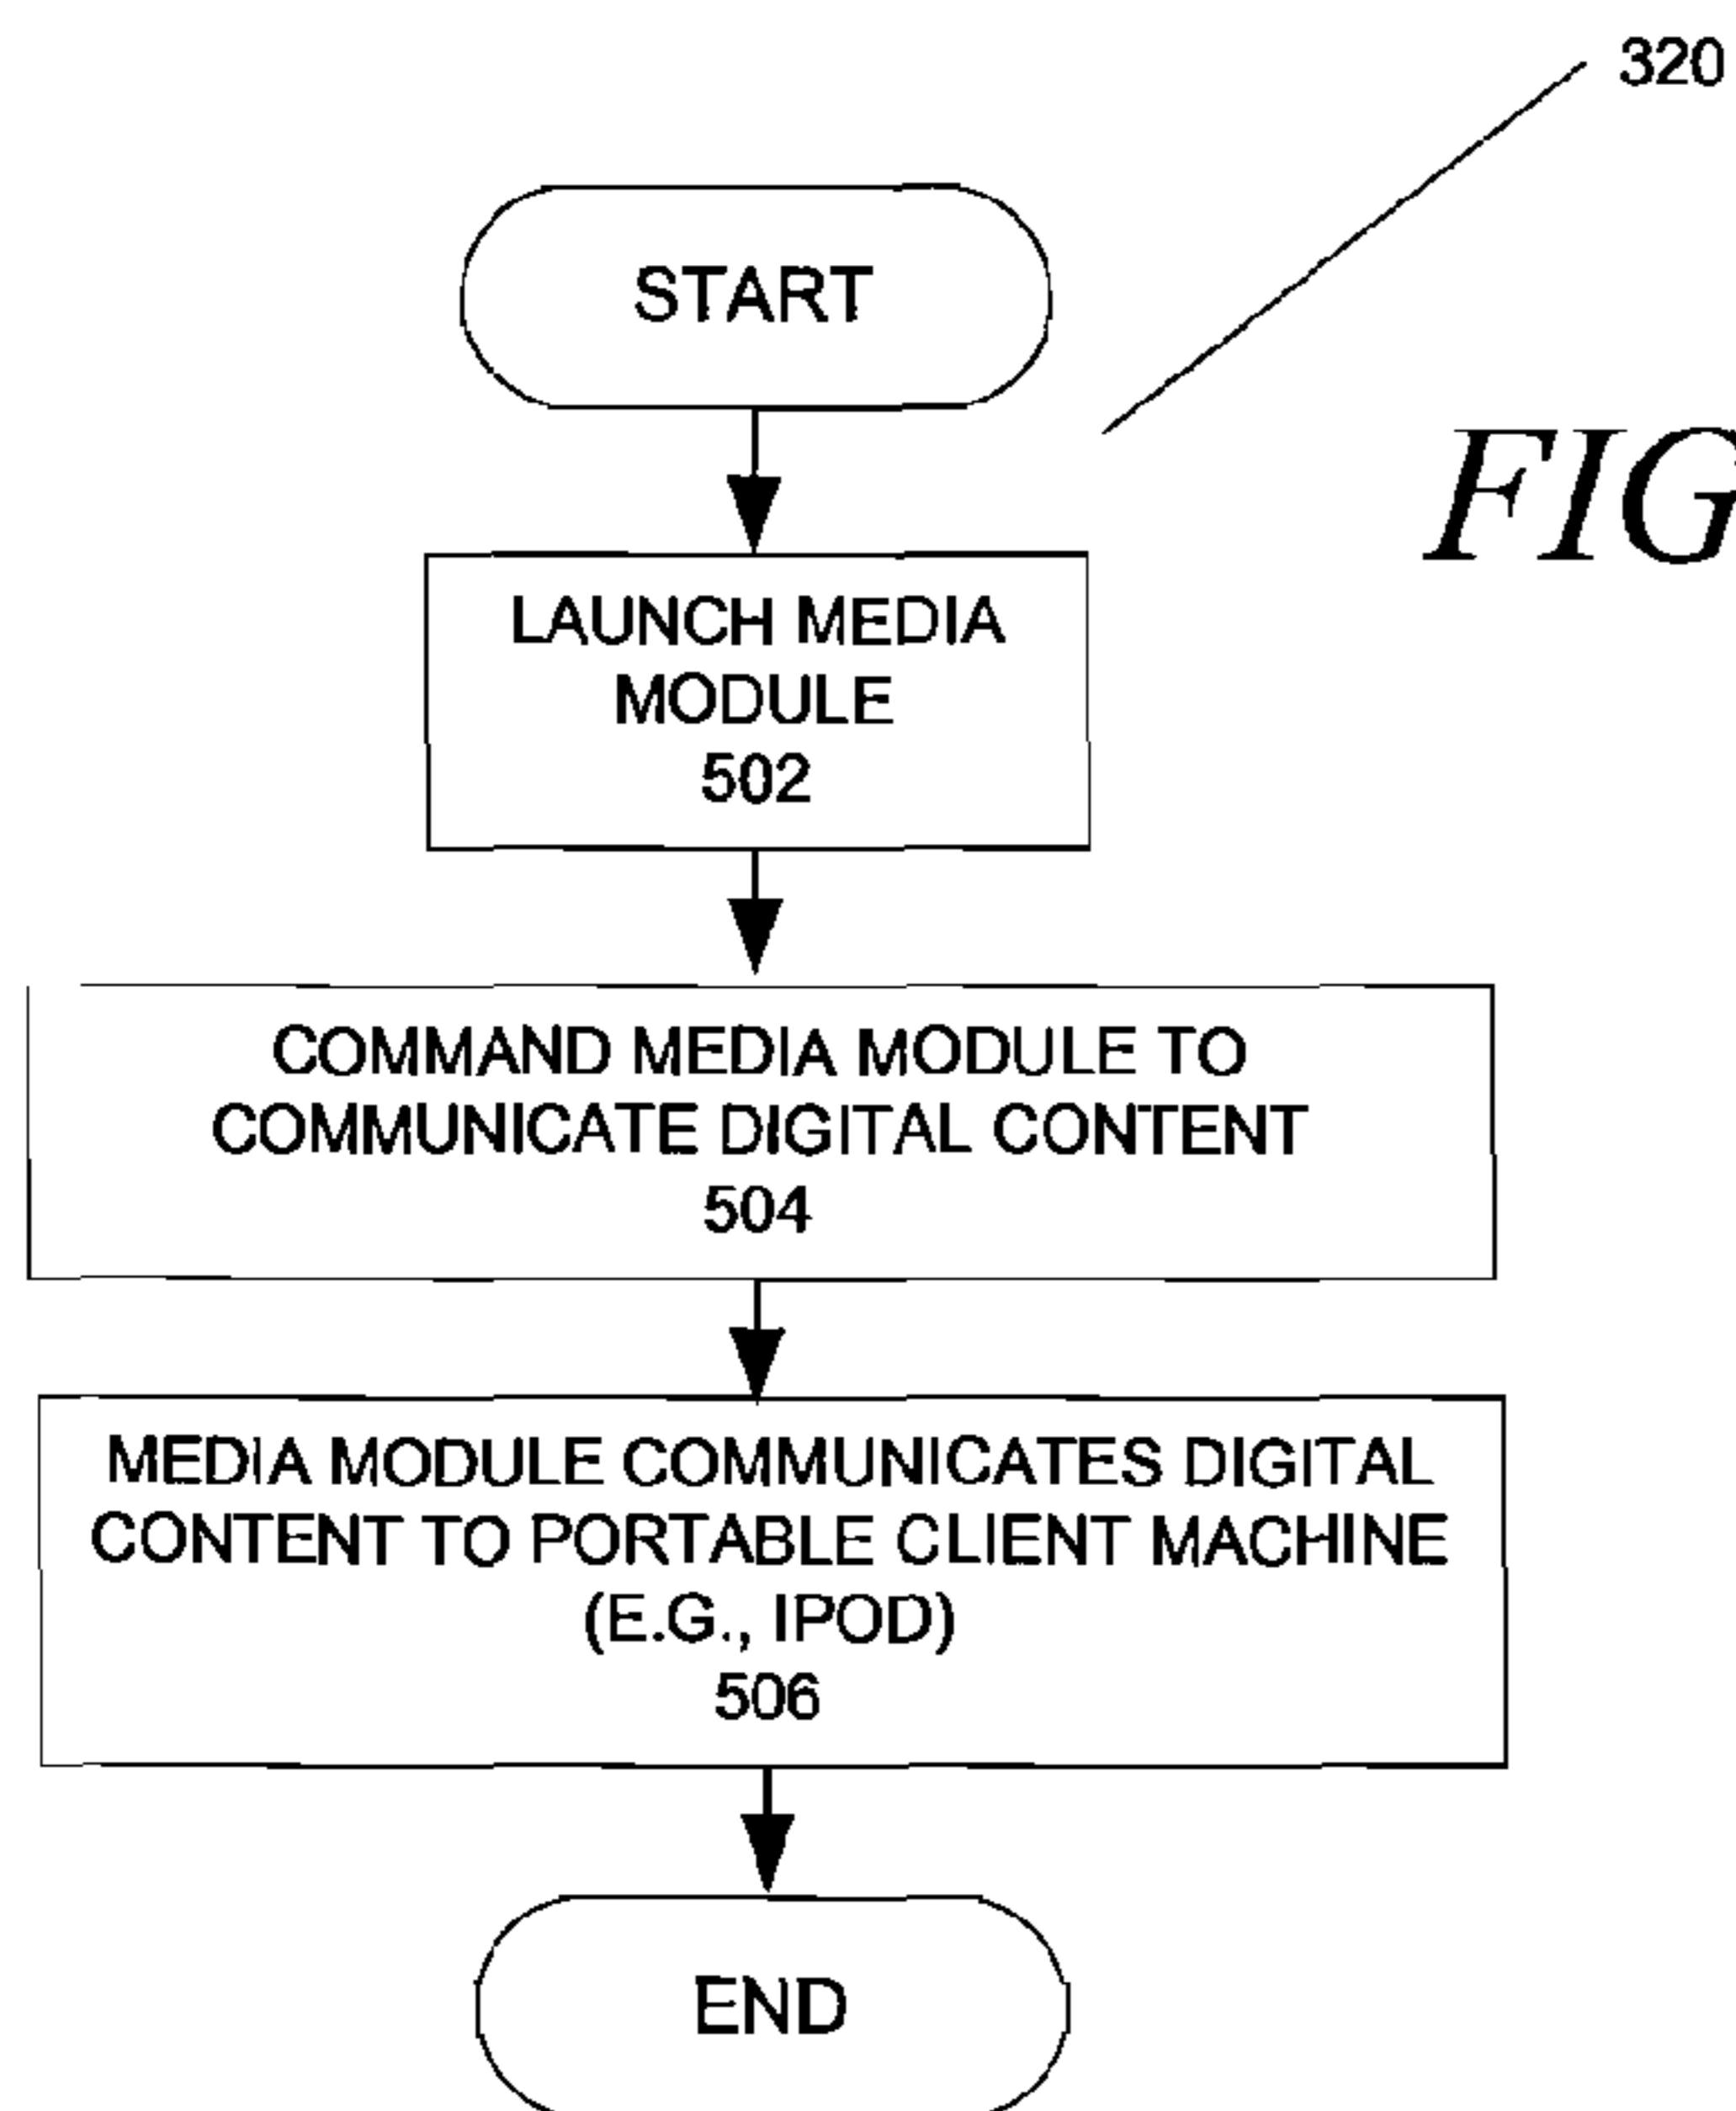 320
START
FIG
LAUNCH MEDIA
MODULE
502
COMMAND MEDIA MODULE TO
COMMUNICATE DIGITAL CONTENT
504
MEDIA MODULE COMMUNICATES DIGITAL
CONTENT TO PORTABLE CLIENT MACHINE
(E.G., IPOD)
506
END